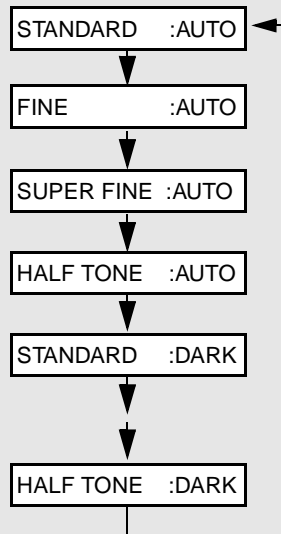 STANDARD :AUTO
FINE :AUTO
SUPER FINE :AUTO
HALF TONE :AUTO
STANDARD :DARK
HALF TONE :DARK